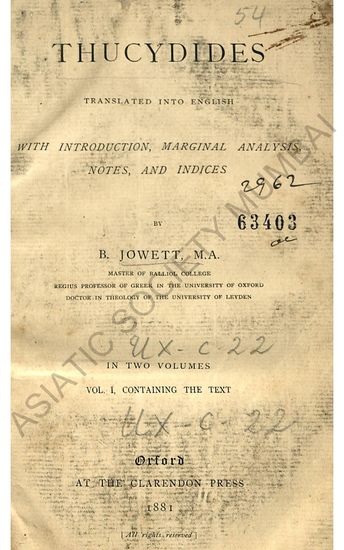 54
THUCYDIDES
TRANSLATED INTO ENGLISH
WITH INTRODUCTION, MARGINAL ANALYSIS,
NOTES, AND INDICES
2962
BY
63403
B. JOWETT, M.A.
MASTER OF BALLIOL COLLEGE
REGIUS PROFESSOR OF GREEK IN THE UNIVERSITY OF OXFORD
DOCTOR IN THEOLOGY OF THE UNIVERSITY OF LEYDEN
UX-C-22
IN TWO VOLUMES
VOL. I, CONTAINING THE TEXT
UX-C-22
Oxford
AT THE CLARENDON PRESS
1881
[All rights reserved]
ASIATIC SOCIETY MUMBAI